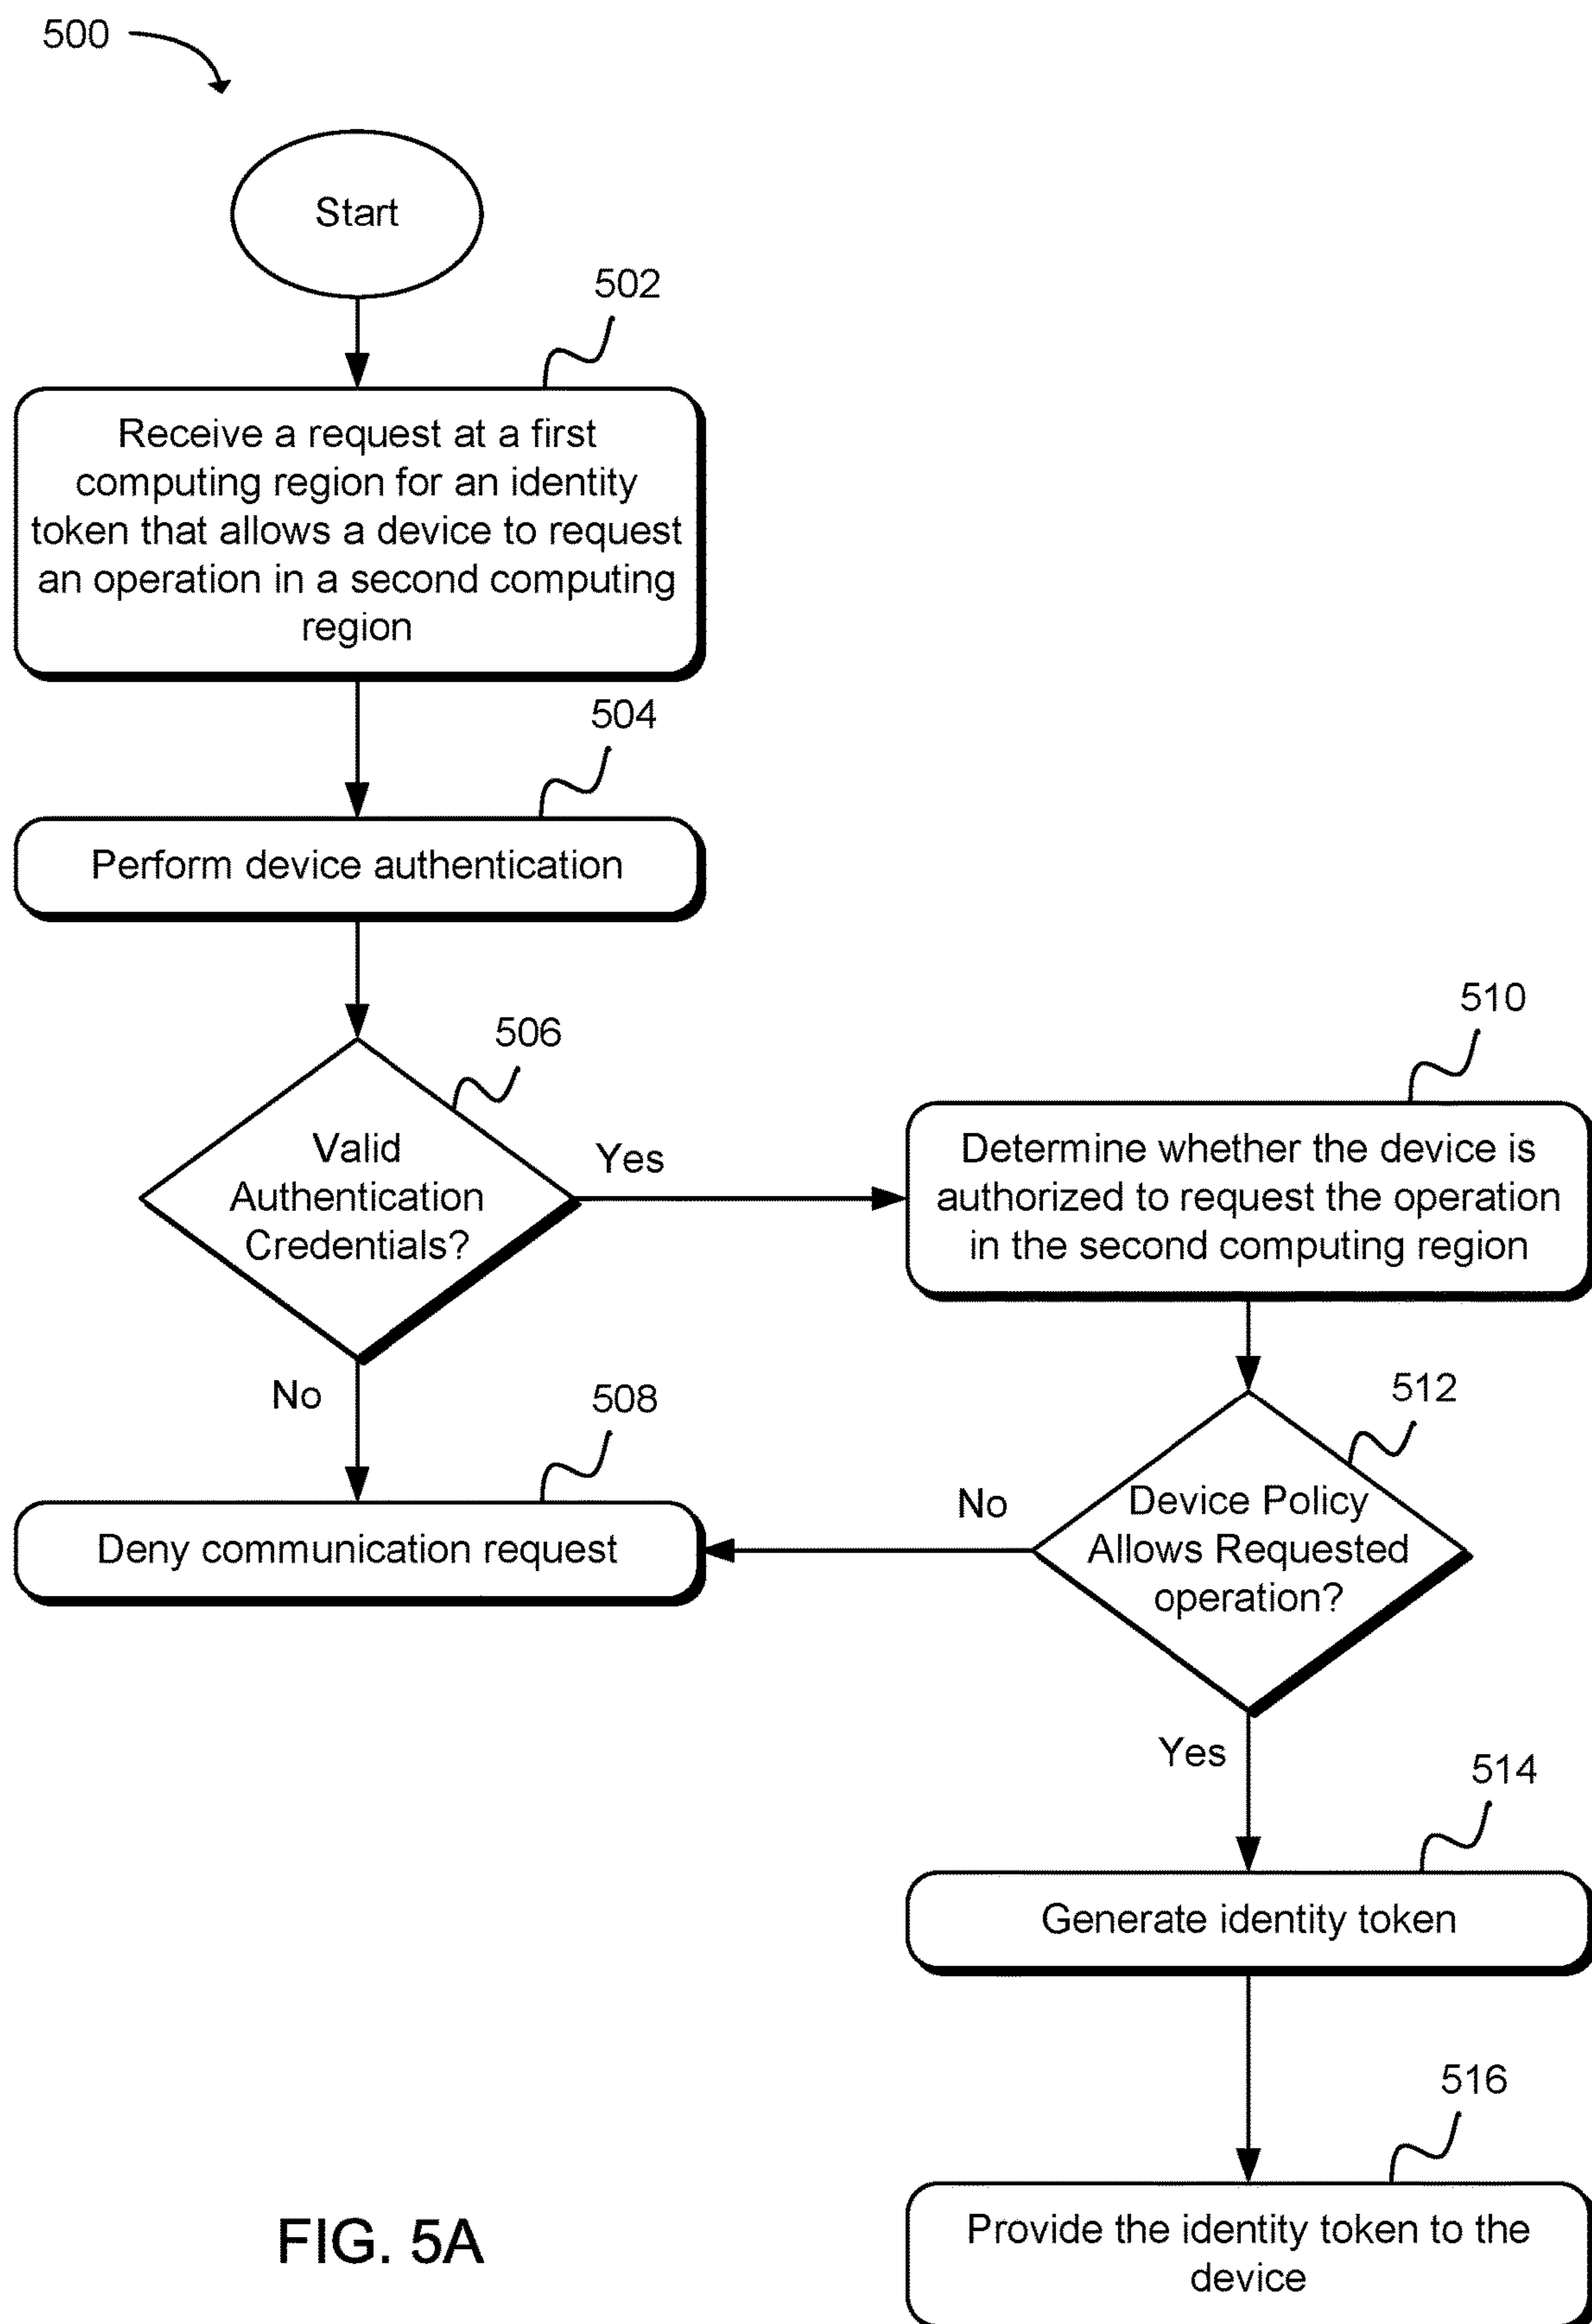 500
Start
502
Receive a request at a first
computing region for an identity
token that allows a device to request
an operation in a second computing
region
504
Perform device authentication
506
Valid
Authentication
Credentials?
Yes
No
508
Deny communication request
510
Determine whether the device is
authorized to request the operation
in the second computing region
512
Device Policy
Allows Requested
operation?
No
Yes
514
Generate identity token
516
Provide the identity token to the
device
FIG. 5A